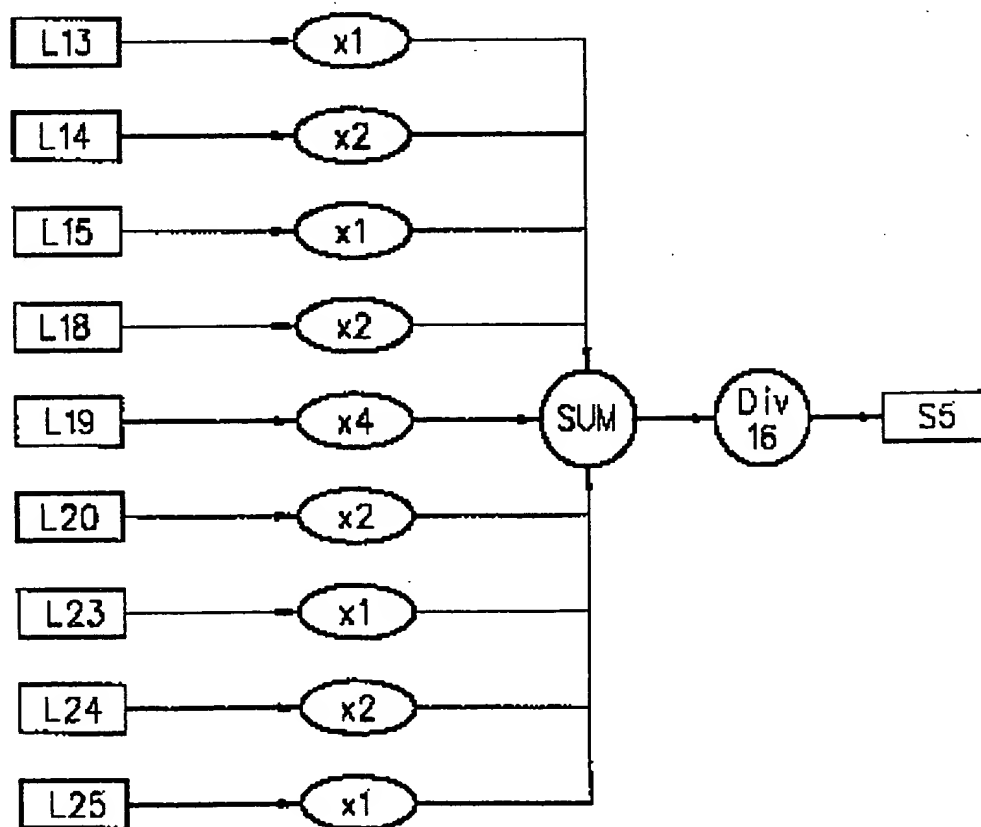 L13 x1
L14 x2
L15 x1
L18 x2
L19 x4 SUM Div 16 S5
L20 x2
L23 x1
L24 x2
L25 x1